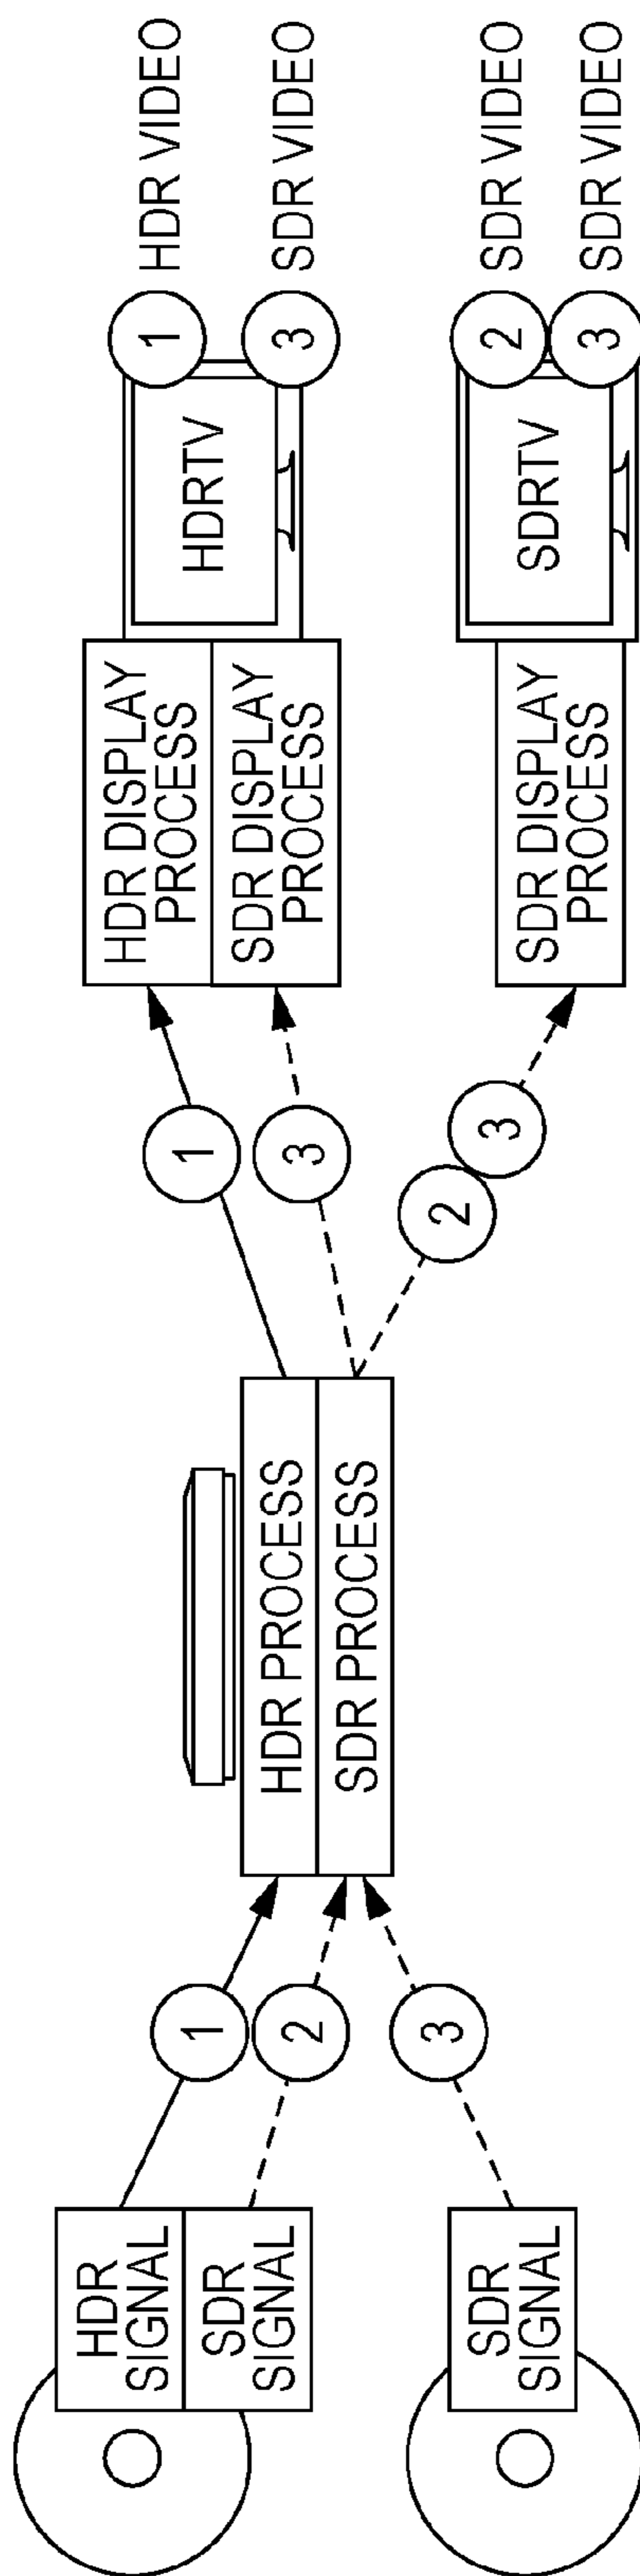 HDR
SIGNAL
SDR
SIGNAL
1
2
SDR
SIGNAL
3
HDR PROCESS
SDR PROCESS
1
3
2
3
HDR DISPLAY
PROCESS
SDR DISPLAY
PROCESS
HDRTV
1
HDR VIDEO
3
SDR VIDEO
SDR DISPLAY
PROCESS
SDRTV
2
SDR VIDEO
3
SDR VIDEO